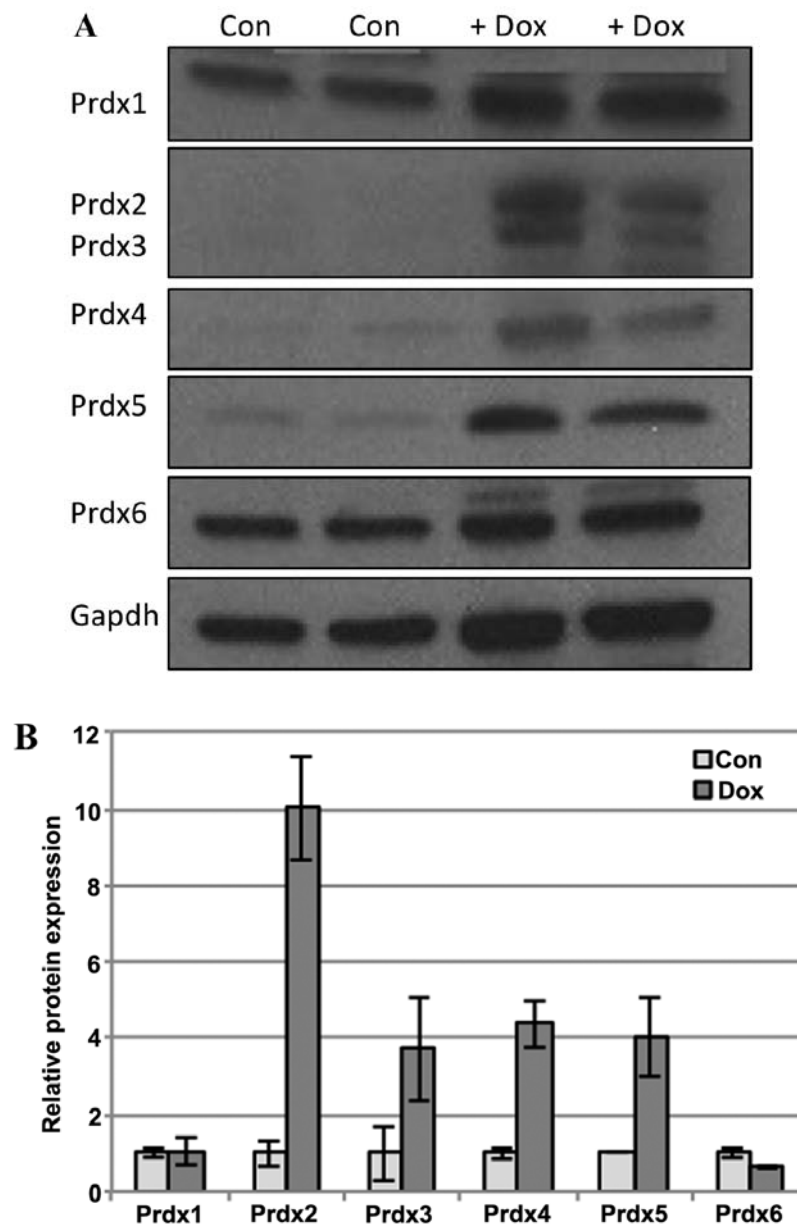 A
Con Con + Dox + Dox
Prdx1
Prdx2
Prdx3
Prdx4
Prdx5
Prdx6
Gapdh
B
Relative protein expression
12
10
8
6
4
2
0
Con
Dox
Prdx1 Prdx2 Prdx3 Prdx4 Prdx5 Prdx6